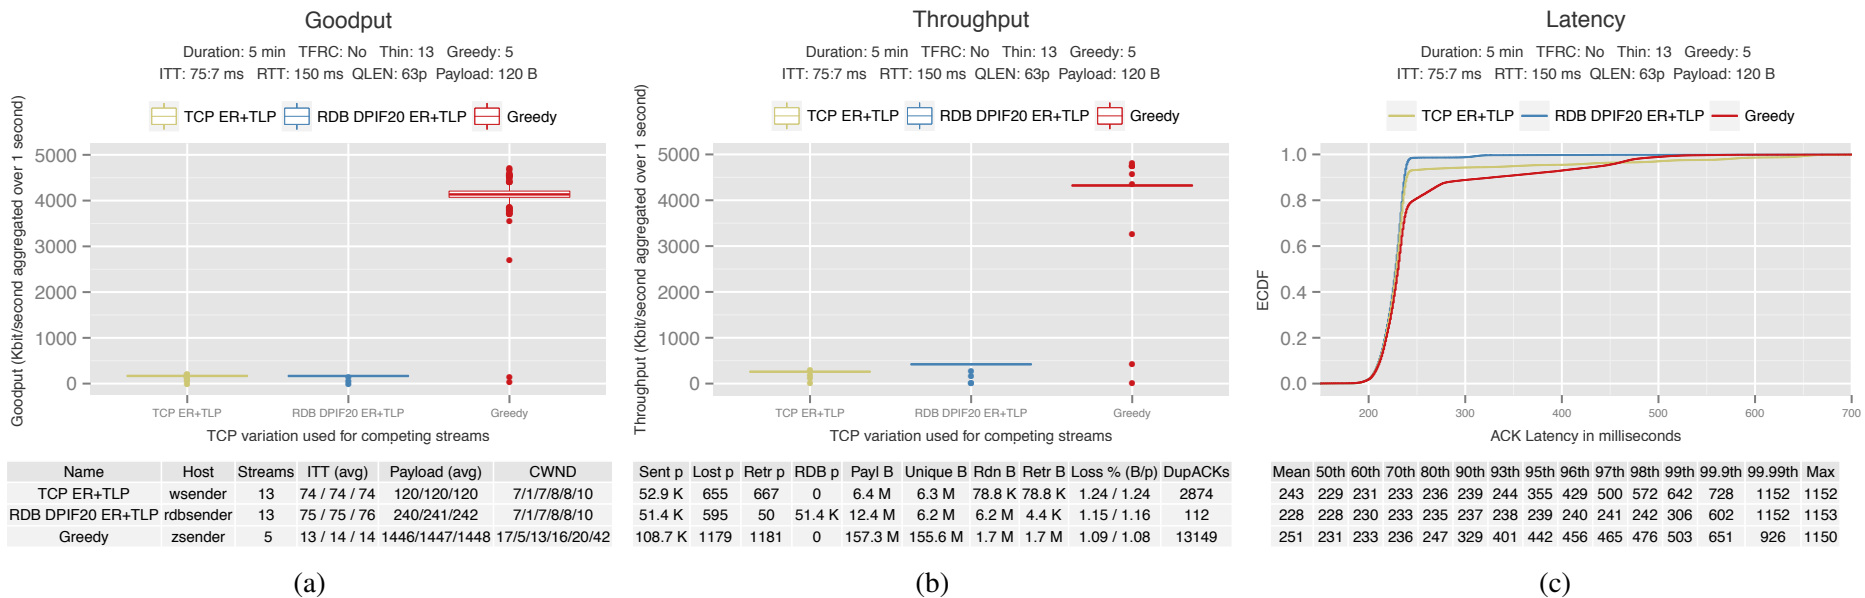 Goodput
Duration: 5 min TFRC: No Thin: 13 Greedy: 5
ITT: 75:7 ms RTT: 150 ms QLEN: 63p Payload: 120 B
TCP ER+TLP RDB DPIF20 ER+TLP Greedy
Goodput (Kbit/second aggregated over 1 second)
5000
4000
3000
2000
1000
0
TCP ER+TLP RDB DPIF20 ER+TLP Greedy
TCP variation used for competing streams
Name Host Streams ITT (avg) Payload (avg) CWND
TCP ER+TLP wsender 13 74 / 74 / 74 120/120/120 7/1/7/8/8/10
RDB DPIF20 ER+TLP rdbsender 13 75 / 75 / 76 240/241/242 7/1/7/8/8/10
Greedy zsender 5 13 / 14 / 14 1446/1447/1448 17/5/13/16/20/42
(a)
Throughput
Duration: 5 min TFRC: No Thin: 13 Greedy: 5
ITT: 75:7 ms RTT: 150 ms QLEN: 63p Payload: 120 B
TCP ER+TLP RDB DPIF20 ER+TLP Greedy
Throughput (Kbit/second aggregated over 1 second)
5000
4000
3000
2000
1000
0
TCP ER+TLP RDB DPIF20 ER+TLP Greedy
TCP variation used for competing streams
Sent p Lost p Retr p RDB p Payl B Unique B Rdn B Retr B Loss % (B/p) DupACKs
52.9 K 655 667 0 6.4 M 6.3 M 78.8 K 78.8 K 1.24 / 1.24 2874
51.4 K 595 50 51.4 K 12.4 M 6.2 M 6.2 M 4.4 K 1.15 / 1.16 112
108.7 K 1179 1181 0 157.3 M 155.6 M 1.7 M 1.7 M 1.09 / 1.08 13149
(b)
Latency
Duration: 5 min TFRC: No Thin: 13 Greedy: 5
ITT: 75:7 ms RTT: 150 ms QLEN: 63p Payload: 120 B
TCP ER+TLP RDB DPIF20 ER+TLP Greedy
ECDF
1.0
0.8
0.6
0.4
0.2
0.0
200 300 400 500 600 700
ACK Latency in milliseconds
Mean 50th 60th 70th 80th 90th 93th 95th 96th 97th 98th 99th 99.9th 99.99th Max
243 229 231 233 236 239 244 355 429 500 572 642 728 1152 1152
228 228 230 233 235 237 238 239 240 241 242 306 602 1152 1153
251 231 233 236 247 329 401 442 456 465 476 503 651 926 1150
(c)